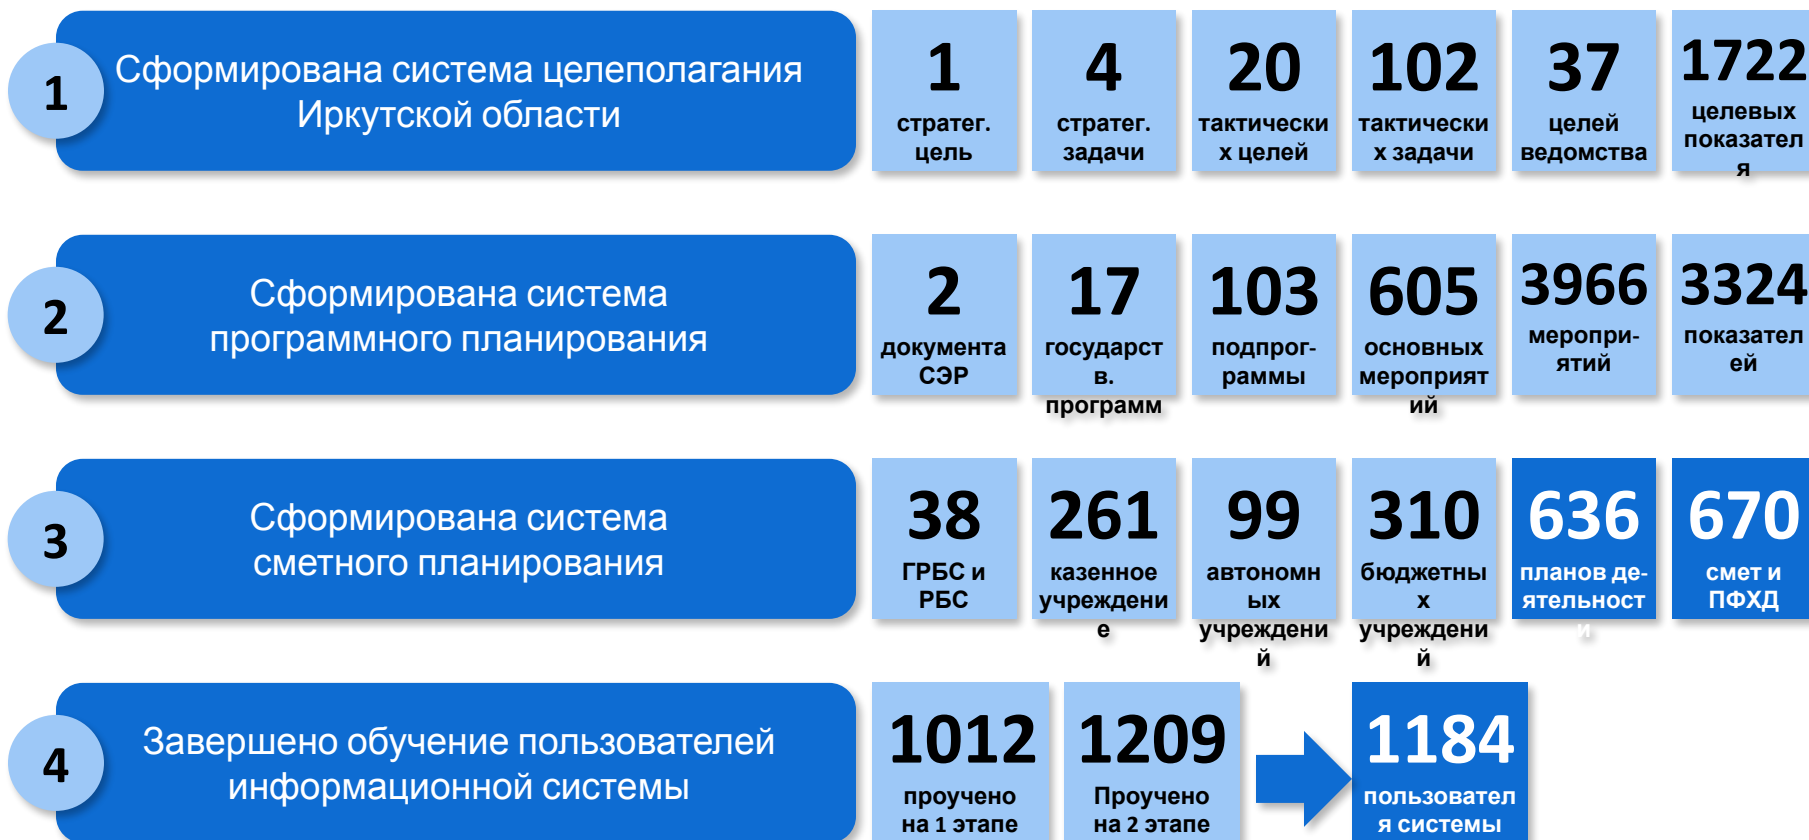 1
Сформирована система целеполагания
Иркутской области
1
стратег.
цель
4
стратег.
задачи
20
тактически
х целей
102
тактически
х задачи
37
целей
ведомства
1722
целевых
показател
я
2
Сформирована система
программного планирования
2
документа
СЭР
17
государст
в.
программ
103
подпрог-
раммы
605
основных
мероприят
ий
3966
меропри-
ятий
3324
показател
ей
3
Сформирована система
сметного планирования
38
ГРБС и
РБС
261
казенное
учреждени
е
99
автономн
ых
учреждени
й
310
бюджетны
х
учреждени
й
636
планов де-
ятельност
и
670
смет и
ПФХД
4
Завершено обучение пользователей
информационной системы
1012
проучено
на 1 этапе
1209
Проучено
на 2 этапе
1184
пользовател
я системы